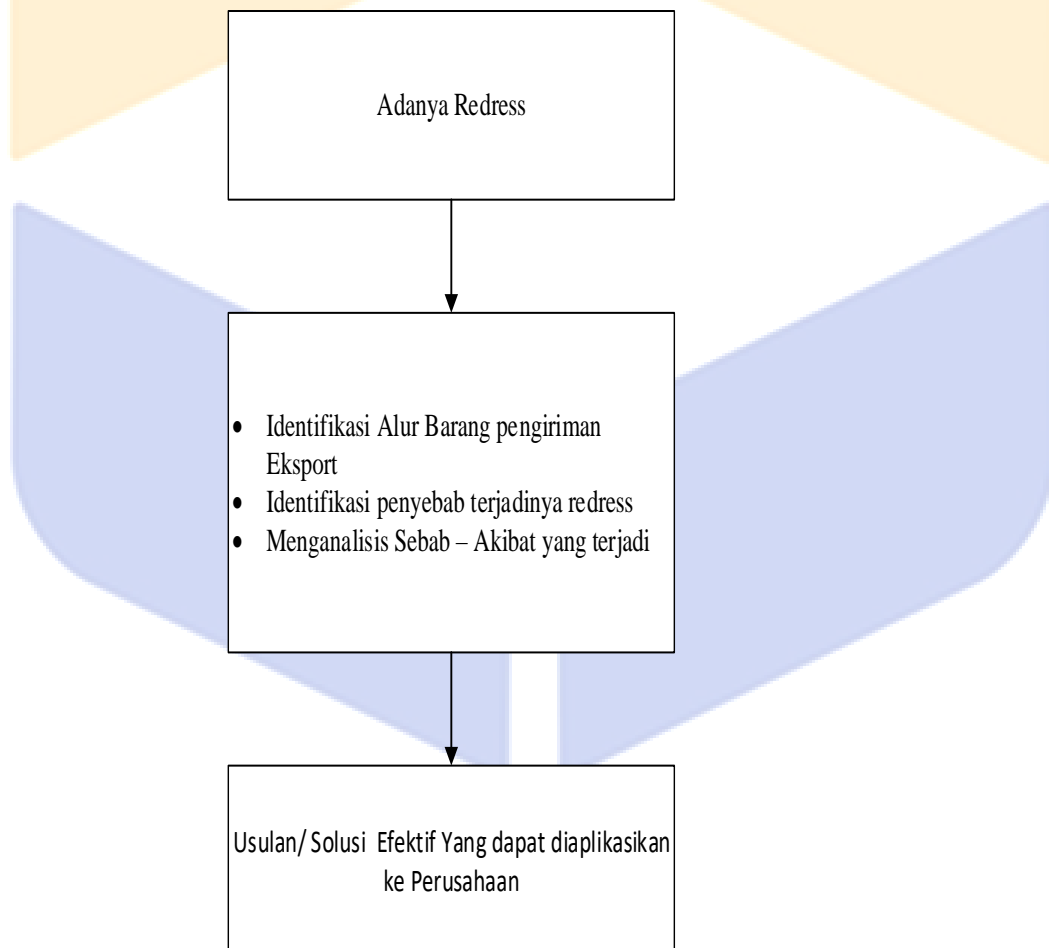 Adanya Redress
• Identifikasi Alur Barang pengiriman
Eksport
• Identifikasi penyebab terjadinya redress
• Menganalisis Sebab – Akibat yang terjadi
Usulan/ Solusi Efektif Yang dapat diaplikasikan
ke Perusahaan